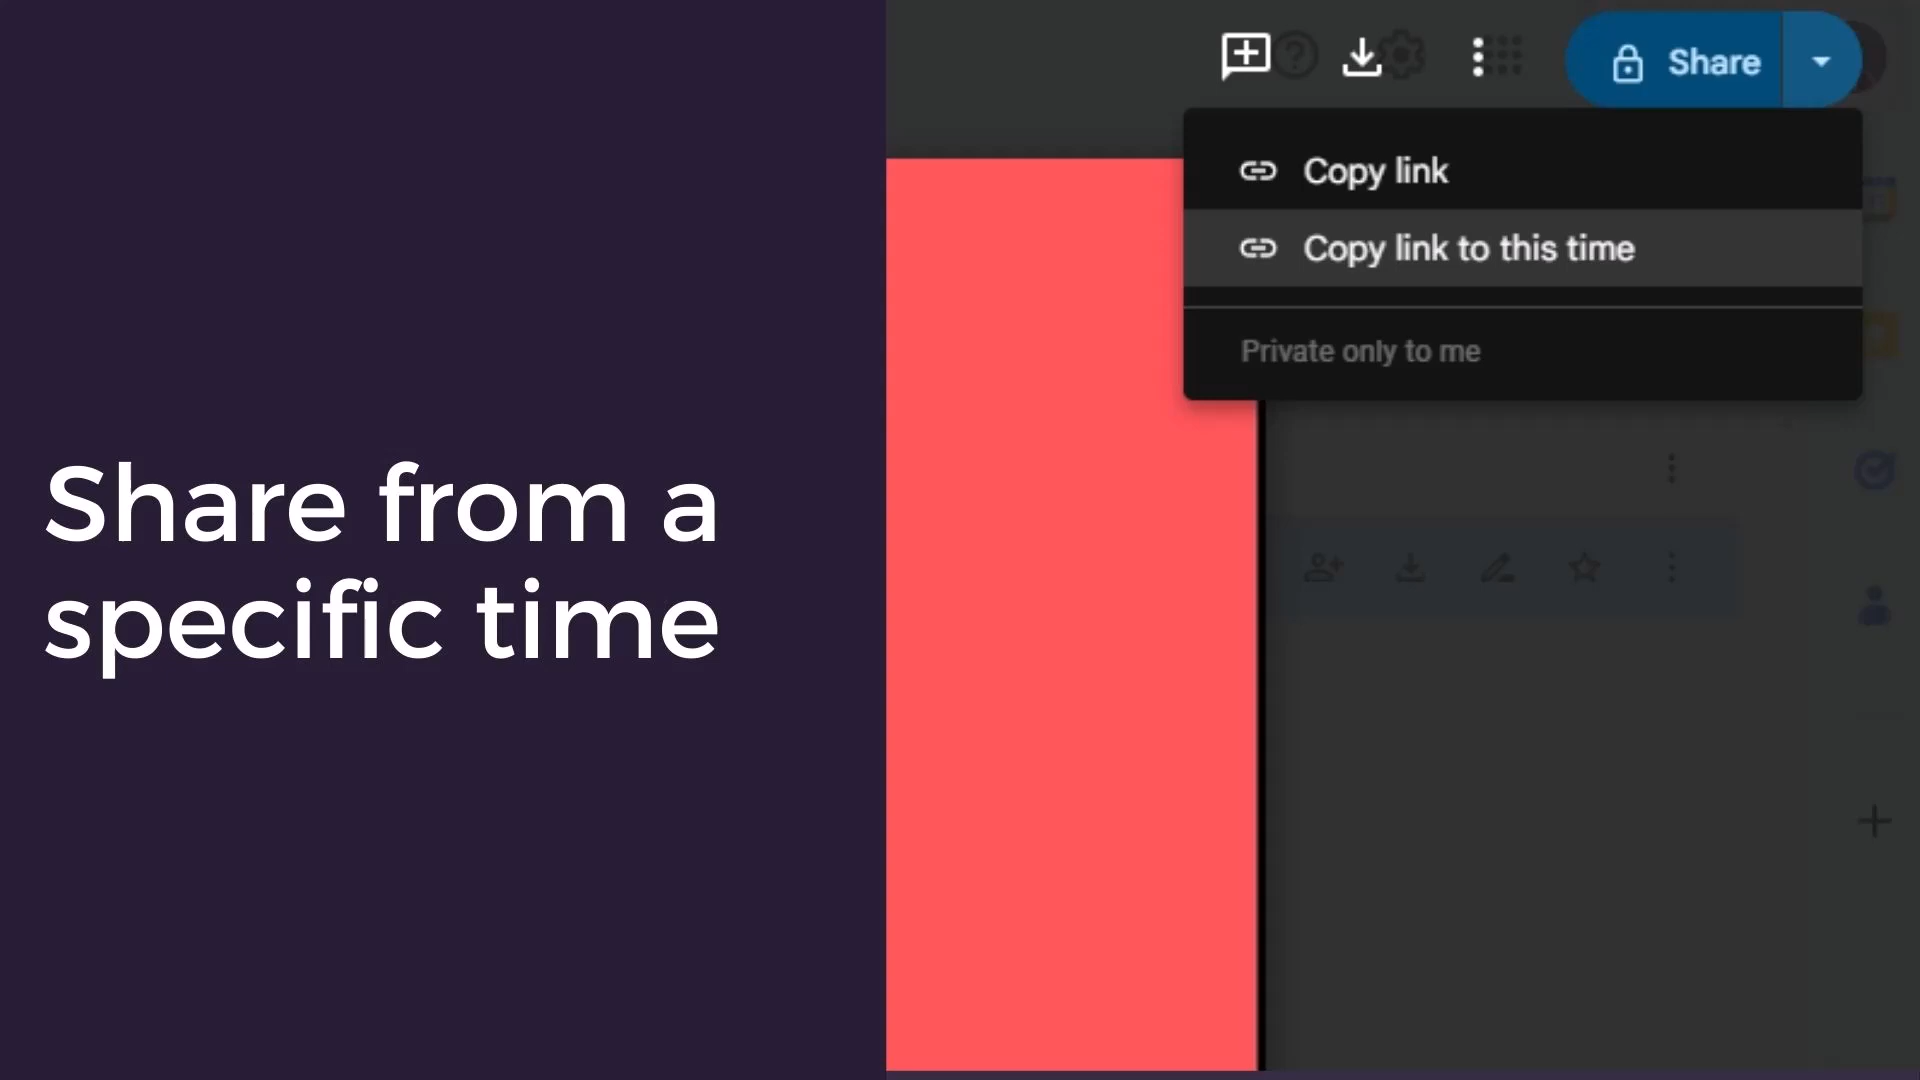 Share
Copy link
Copy link to this time
Private only to me
Share from a
specific time